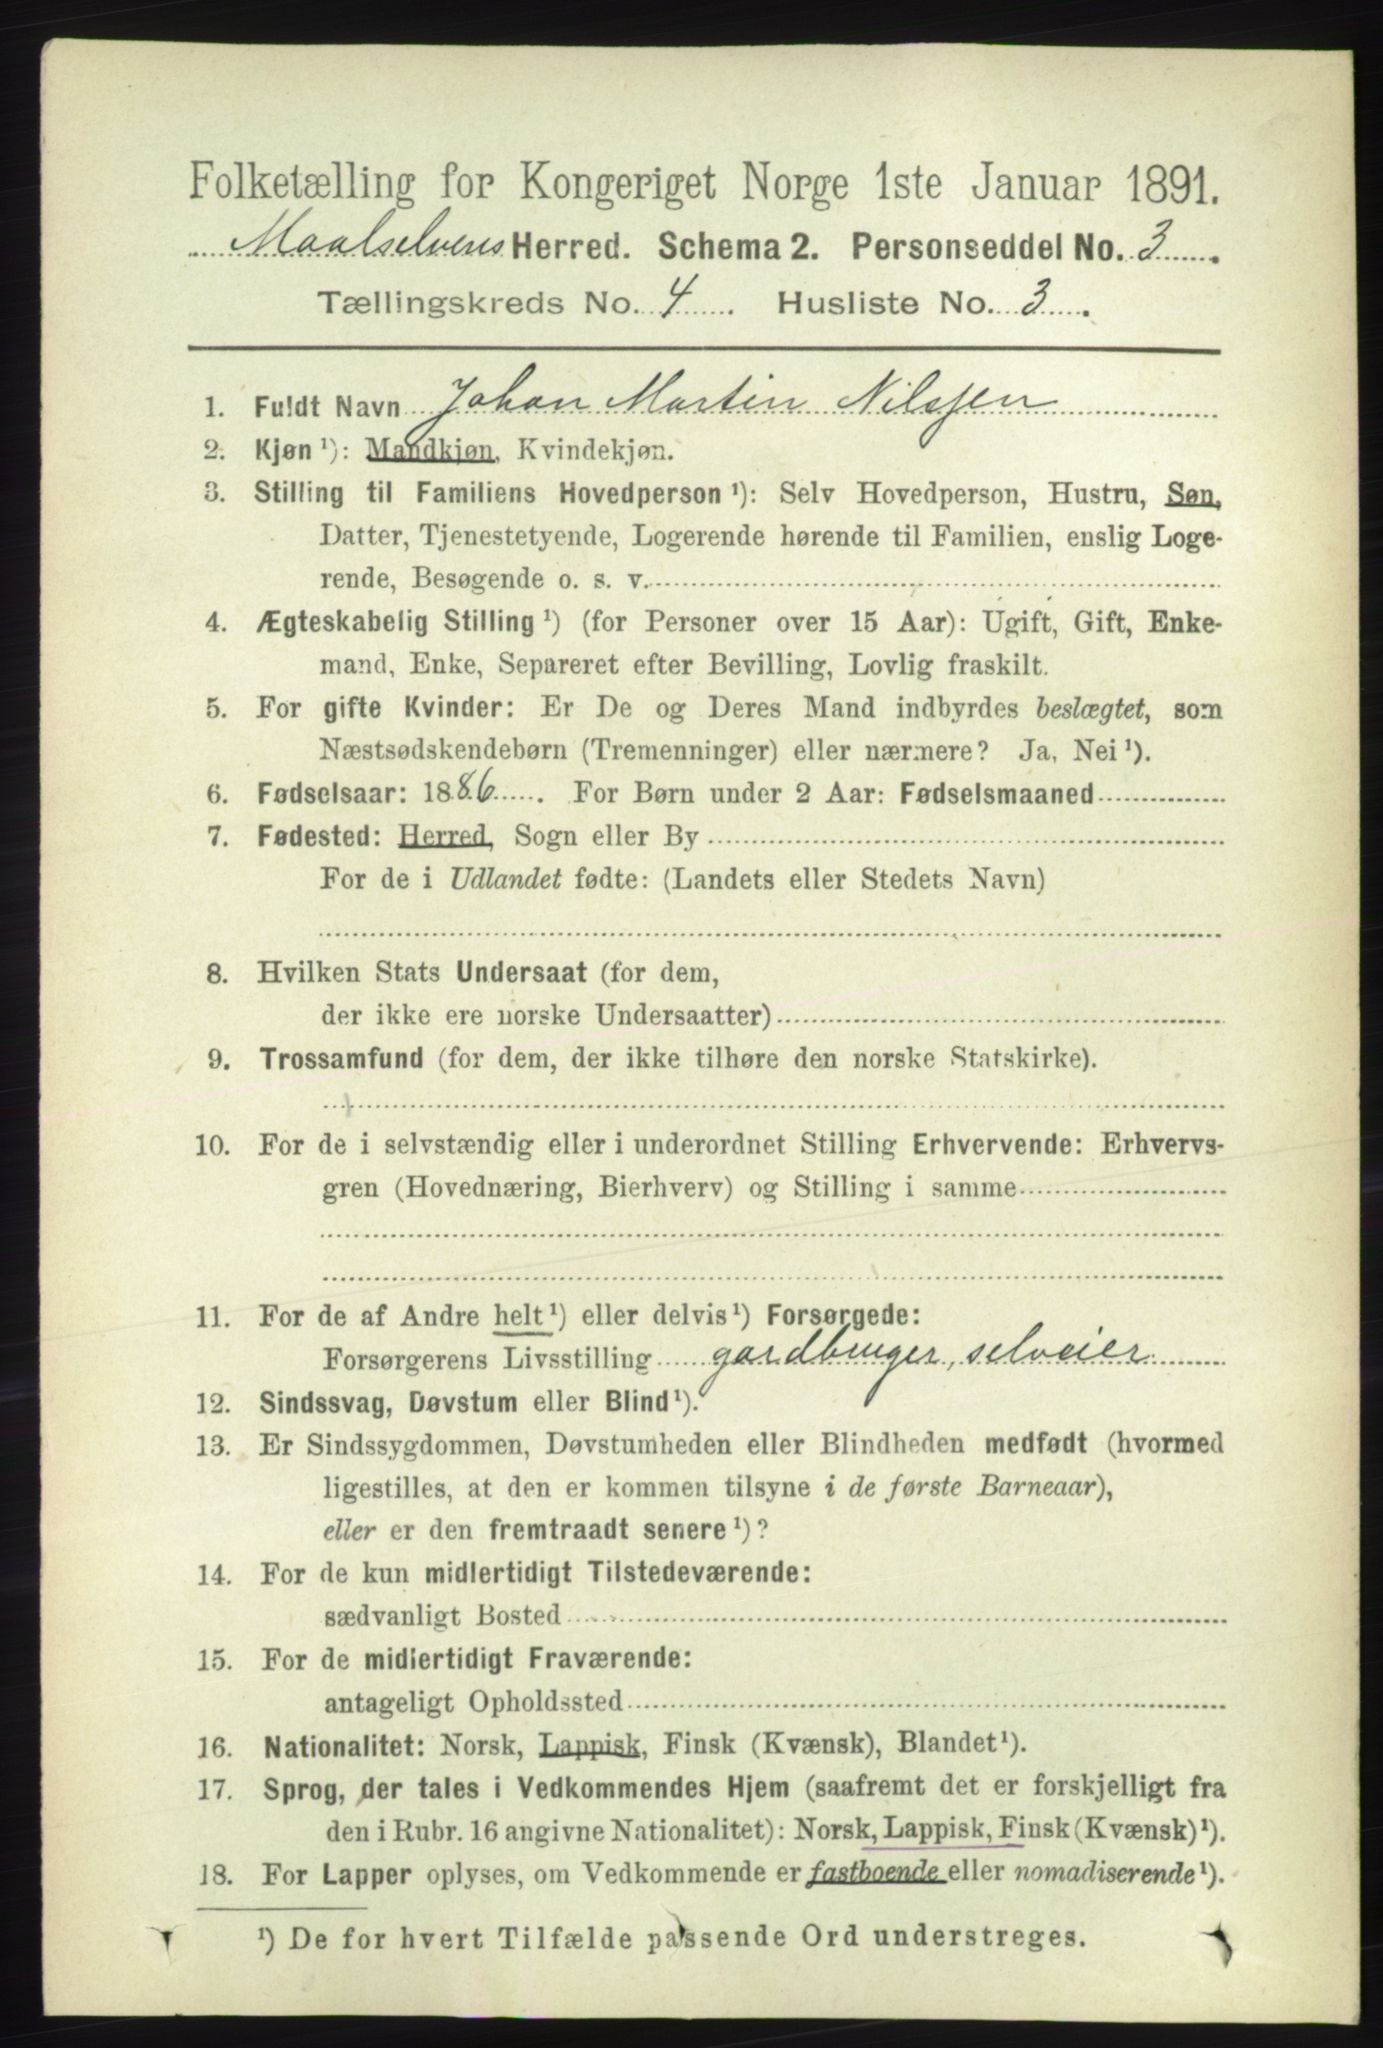 Folketælling for Kongeriget Norge 1ste Januar 1891.
Maalselvens Herred. Schema 2. Personseddel No. 3.
Tællingskreds No. 4. Husliste No. 3.
1. Fuldt Navn Johan Martin Nilssen
2. Kjøn ¹): Mandkjøn, Kvindekjøn.
3. Stilling til Familiens Hovedperson ¹): Selv Hovedperson, Hustru, Søn,
Datter, Tjenestetyende, Logerende hørende til Familien, enslig Loge-
rende, Besøgende o. s. v.
4. Ægteskabelig Stilling ¹) (for Personer over 15 Aar): Ugift, Gift, Enke-
mand, Enke, Separeret efter Bevilling, Lovlig fraskilt.
5. For gifte Kvinder: Er De og Deres Mand indbyrdes beslægtet, som
Næstsødskendebørn (Tremenninger) eller nærmere? Ja, Nei ¹).
6. Fødselsaar: 1886. For Børn under 2 Aar: Fødselsmaaned
7. Fødested: Herred, Sogn eller By
For de i Udlandet fødte: (Landets eller Stedets Navn)
8. Hvilken Stats Undersaat (for dem,
der ikke ere norske Undersaatter)
9. Trossamfund (for dem, der ikke tilhøre den norske Statskirke).
10. For de i selvstændig eller i underordnet Stilling Erhvervende: Erhvervs-
gren (Hovednæring, Bierhverv) og Stilling i samme
11. For de af Andre helt ¹) eller delvis ¹) Forsørgede:
Forsørgerens Livsstilling gardbruger, selveier
12. Sindssvag, Døvstum eller Blind ¹).
13. Er Sindssygdommen, Døvstumheden eller Blindheden medfødt (hvormed
ligestilles, at den er kommen tilsyne i de første Barneaar),
eller er den fremtraadt senere ¹)?
14. For de kun midlertidigt Tilstedeværende:
sædvanligt Bosted
15. For de midlertidigt Fraværende:
antageligt Opholdssted
16. Nationalitet: Norsk, Lappisk, Finsk (Kvænsk), Blandet ¹).
17. Sprog, der tales i Vedkommendes Hjem (saafremt det er forskjelligt fra
den i Rubr. 16 angivne Nationalitet): Norsk, Lappisk, Finsk (Kvænsk) ¹).
18. For Lapper oplyses, om Vedkommende er fastboende eller nomadiserende ¹).
¹) De for hvert Tilfælde passende Ord understreges.